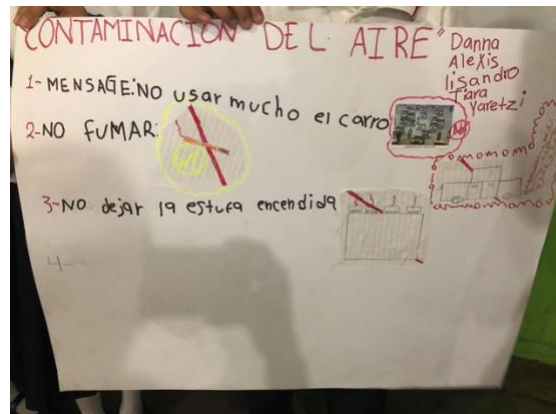 "CONTAMINACION DEL AIRE"
Danna
Alexis
lisandro
Tiara
Yaretzi
1-MENSAGE:NO usar mucho el carro
2-NO FUMAR
3-NO dejar la estufa encendida
4-